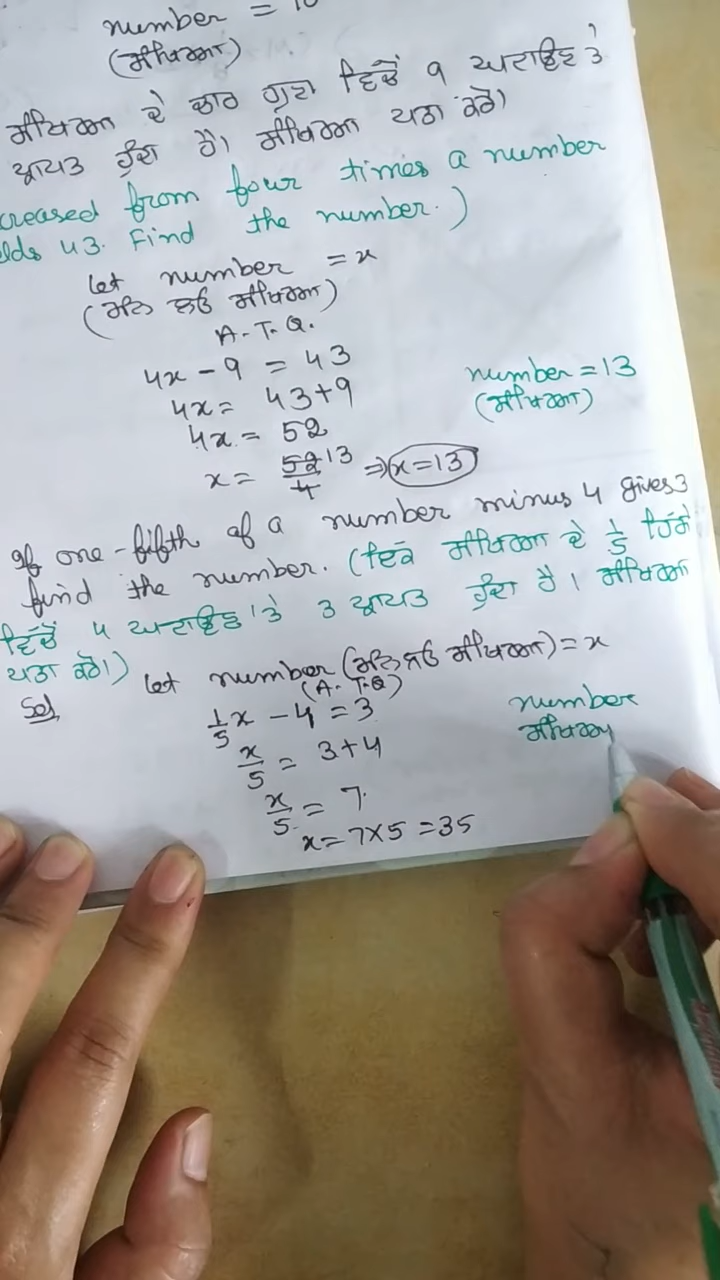 number = 10
(ਸੰਖਿਆ)
ਸੰਖਿਆ ਦੇ ਚਾਰ ਗੁਣਾ ਵਿਚੋਂ 9 ਘਟਾਉਣ ਤੇ
ਪ੍ਰਾਪਤ ਹੁੰਦਾ ਹੈ। ਸੰਖਿਆ ਪਤਾ ਕਰੋ।
creased from four times a number
elds 43. Find the number.)
Let number = x
(ਮੰਨ ਲਓ ਸੰਖਿਆ)
A.T.Q.
4x - 9 = 43
4x = 43+9
number = 13
(ਸੰਖਿਆ)
4x = 52
x = 52/4 13 ⇒ x = 13
If one-fifth of a number minus 4 gives 3
find the number. (ਇੱਕ ਸੰਖਿਆ ਦੇ 1/5 ਹਿੱਸੇ
ਵਿੱਚੋਂ 4 ਘਟਾਉਣ 'ਤੇ 3 ਪ੍ਰਾਪਤ ਹੁੰਦਾ ਹੈ। ਸੰਖਿਆ
ਪਤਾ ਕਰੋ।)
Sol Let number (ਮੰਨ ਲਓ ਸੰਖਿਆ) = x
(A.T.Q)
1/5 x - 4 = 3
number
ਸੰਖਿਆ
x/5 = 3+4
x/5 = 7
x = 7×5 = 35